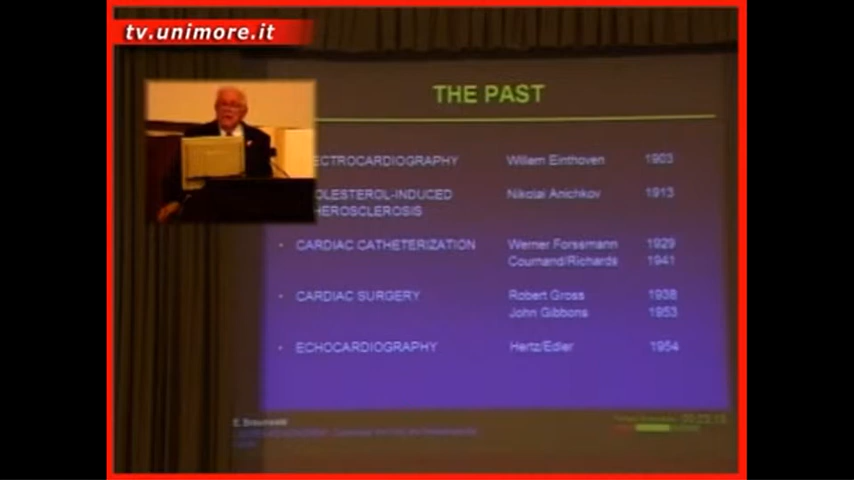 tv.unimore.it
THE PAST
ECTROCARDIOGRAPHY Willem Einthoven 1903
OLESTEROL-INDUCED Nikolai Anichkov 1913
HEROSCLEROSIS
• CARDIAC CATHETERIZATION Werner Forssmann 1929
Cournand/Richards 1941
• CARDIAC SURGERY Robert Gross 1938
John Gibbons 1953
• ECHOCARDIOGRAPHY Hertz/Edler 1954
E. Braunwald